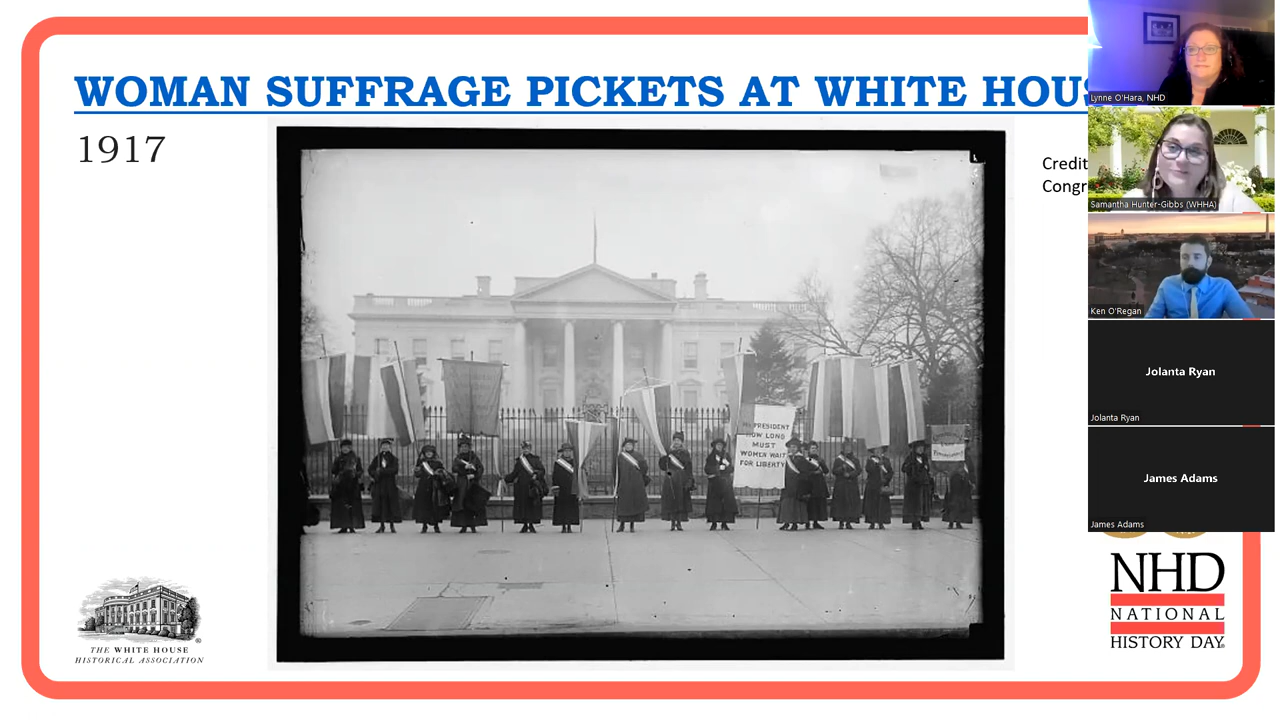 WOMAN SUFFRAGE PICKETS AT WHITE HOUS
1917
Credit
Congr
MR. PRESIDENT
HOW LONG
MUST
WOMEN WAIT
FOR LIBERTY
THE WHITE HOUSE
HISTORICAL ASSOCIATION
Lynne O'Hara, NHD
Samantha Hunter-Gibbs (WHHA)
Ken O'Regan
Jolanta Ryan
Jolanta Ryan
James Adams
James Adams
NHD
NATIONAL
HISTORY DAY